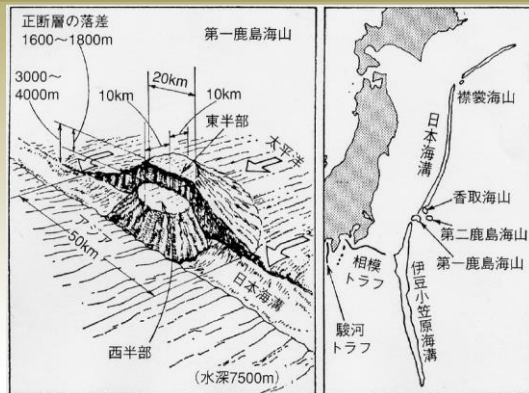 正断層の落差
1600～1800m
第一鹿島海山
3000～
4000m
20km
10km
10km
東半部
太平洋
アジア
50km
日本海溝
西半部
(水深7500m)
襟裳海山
日本海溝
香取海山
第二鹿島海山
第一鹿島海山
相模
トラフ
伊豆小笠原海溝
駿河
トラフ